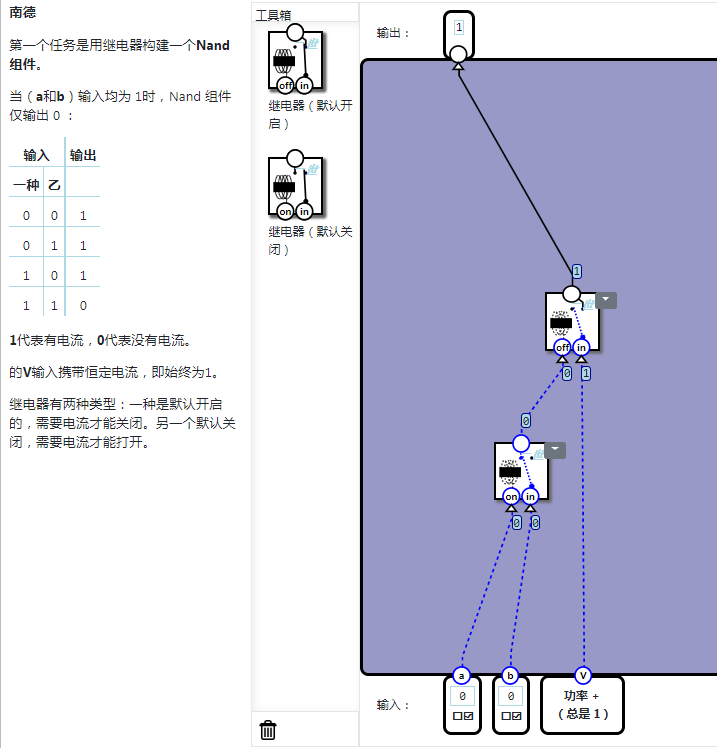 南德
第一个任务是用继电器构建一个Nand
组件。
当（a和b）输入均为 1时，Nand 组件
仅输出 0 ：
输入 输出
一种 乙
0 0 1
0 1 1
1 0 1
1 1 0
1代表有电流，0代表没有电流。
的V输入携带恒定电流，即始终为1。
继电器有两种类型：一种是默认开启
的，需要电流才能关闭。另一个默认关
闭，需要电流才能打开。
工具箱
off in
继电器（默认开
启）
on in
继电器（默认关
闭）
输出：
1
1
off in
0 1
0
on in
0 0
a b V
输入：
0 0
功率 +
（总是 1）